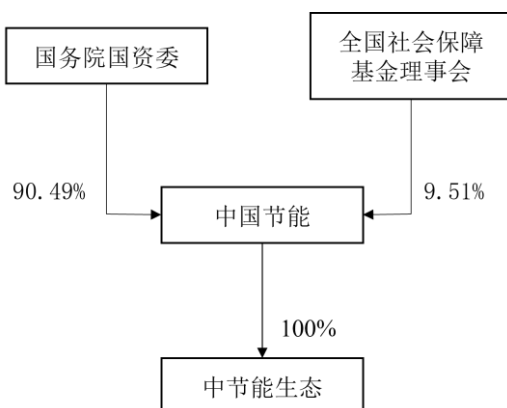 国务院国资委
全国社会保障
基金理事会
90.49%
9.51%
中国节能
100%
中节能生态